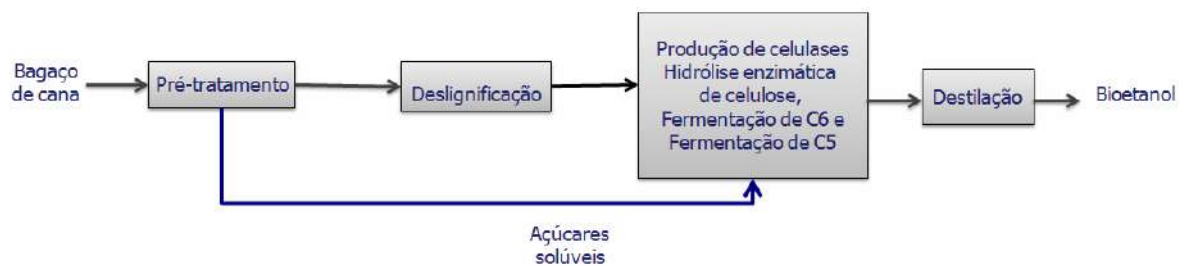 Bagaço
de cana
Pré-tratamento
Deslignificação
Produção de celulases
Hidrólise enzimática
de celulose,
Fermentação de C6 e
Fermentação de C5
Destilação
Bioetanol
Açúcares
solúveis